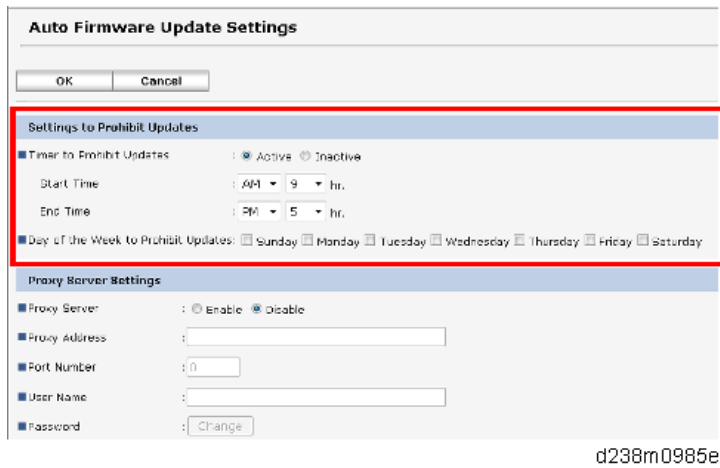 Auto Firmware Update Settings
OK Cancel
Settings to Prohibit Updates
Timer to Prohibit Updates : Active Inactive
Start Time : AM 9 hr.
End Time : PM 5 hr.
Day of the Week to Prohibit Updates: Sunday Monday Tuesday Wednesday Thursday Friday Saturday
Proxy Server Settings
Proxy Server : Enable Disable
Proxy Address :
Port Number : 0
User Name :
Password : Change
d238m0985e